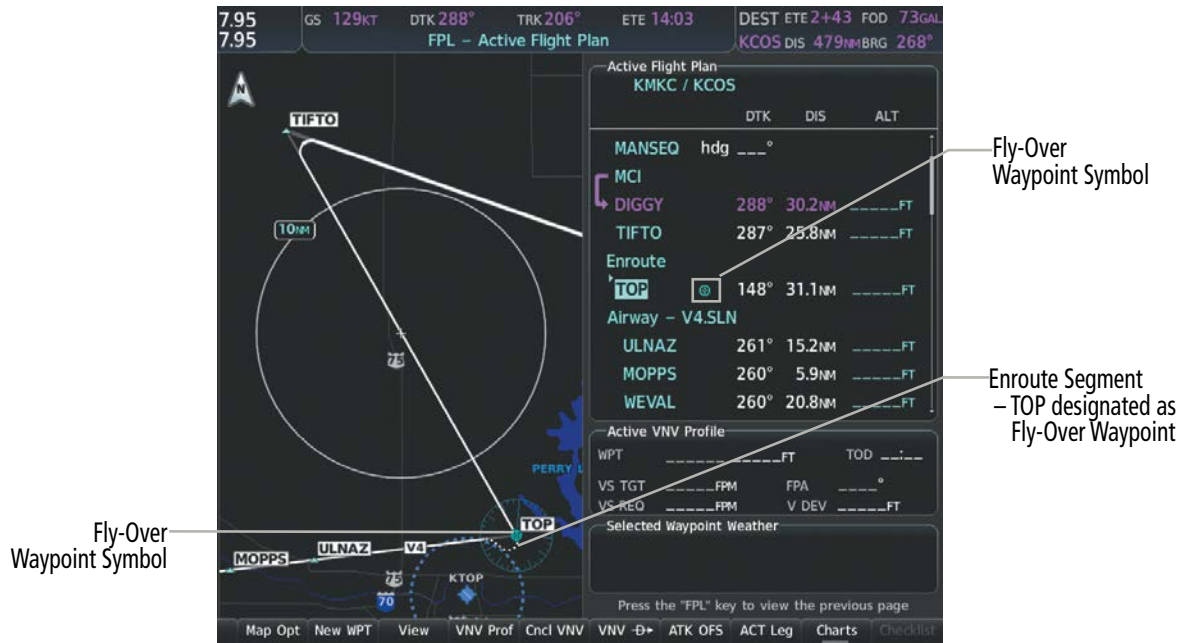 7.95
7.95
GS 129KT DTK 288° TRK 206° ETE 14:03
FPL – Active Flight Plan
DEST ETE 2+43 FOD 73GAL
KCOS DIS 479NM BRG 268°
N
TIFTO
10NM
75
PERRY L
TOP
V4
ULNAZ
MOPPS
75
70
KTOP
Active Flight Plan
KMKC / KCOS
DTK DIS ALT
MANSEQ hdg ___°
MCI
DIGGY 288° 30.2NM _____FT
TIFTO 287° 25.8NM _____FT
Enroute
TOP 148° 31.1NM _____FT
Airway – V4.SLN
ULNAZ 261° 15.2NM _____FT
MOPPS 260° 5.9NM _____FT
WEVAL 260° 20.8NM _____FT
Active VNV Profile
WPT ______ _____FT TOD __:__
VS TGT _____FPM FPA ____°
VS REQ _____FPM V DEV _____FT
Selected Waypoint Weather
Press the "FPL" key to view the previous page
Map Opt New WPT View VNV Prof Cncl VNV VNV -D-> ATK OFS ACT Leg Charts Checklist
Fly-Over
Waypoint Symbol
Enroute Segment
– TOP designated as
Fly-Over Waypoint
Fly-Over
Waypoint Symbol